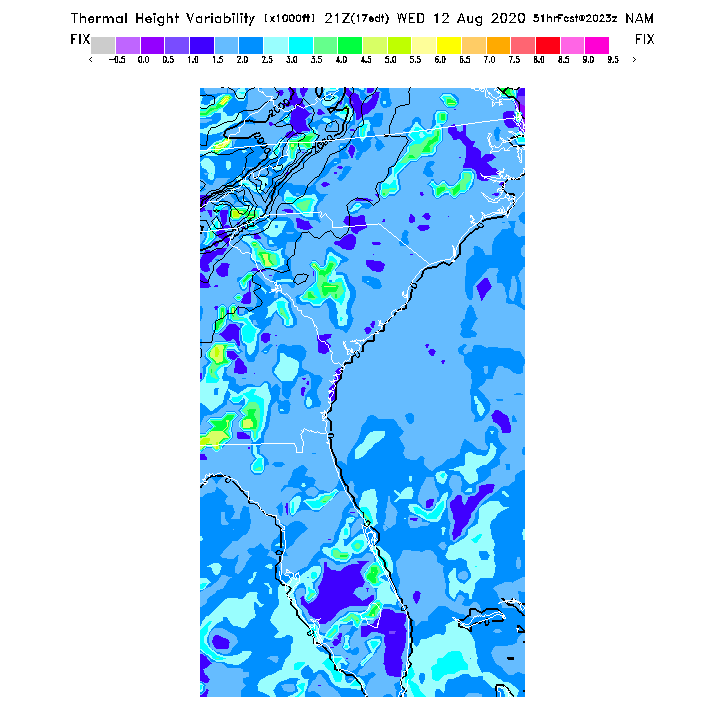 Thermal Height Variability [x1000ft] 21Z(17edt) WED 12 Aug 2020 51hrFcst@2023z NAM
FIX FIX
< -0.5 0.0 0.5 1.0 1.5 2.0 2.5 3.0 3.5 4.0 4.5 5.0 5.5 6.0 6.5 7.0 7.5 8.0 8.5 9.0 9.5 >
2000